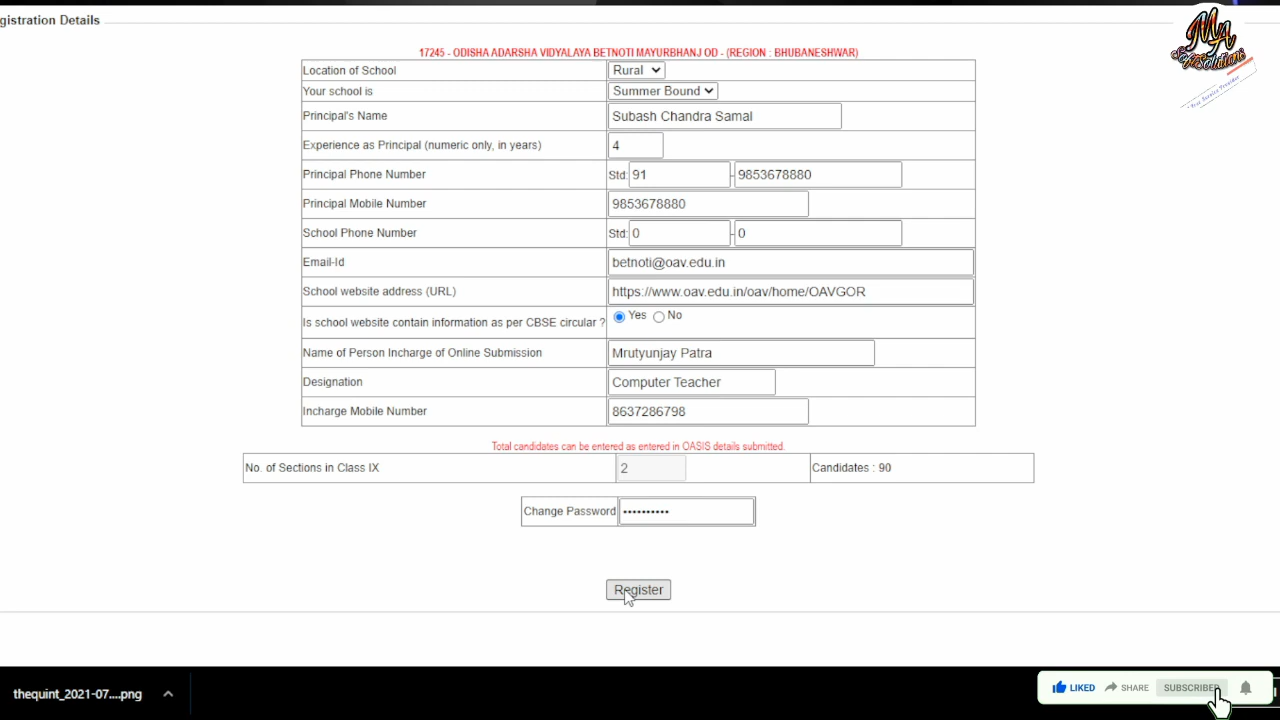 gistration Details
17245 - ODISHA ADARSHA VIDYALAYA BETNOTI MAYURBHANJ OD - (REGION : BHUBANESHWAR)
Location of School Rural
Your school is Summer Bound
Principal's Name Subash Chandra Samal
Experience as Principal (numeric only, in years) 4
Principal Phone Number Std: 91 - 9853678880
Principal Mobile Number 9853678880
School Phone Number Std: 0 - 0
Email-Id betnoti@oav.edu.in
School website address (URL) https://www.oav.edu.in/oav/home/OAVGOR
Is school website contain information as per CBSE circular ? Yes No
Name of Person Incharge of Online Submission Mrutyunjay Patra
Designation Computer Teacher
Incharge Mobile Number 8637286798
Total candidates can be entered as entered in OASIS details submitted.
No. of Sections in Class IX 2 Candidates : 90
Change Password ••••••••••
Register
thequint_2021-07....png
LIKED SHARE SUBSCRIBED